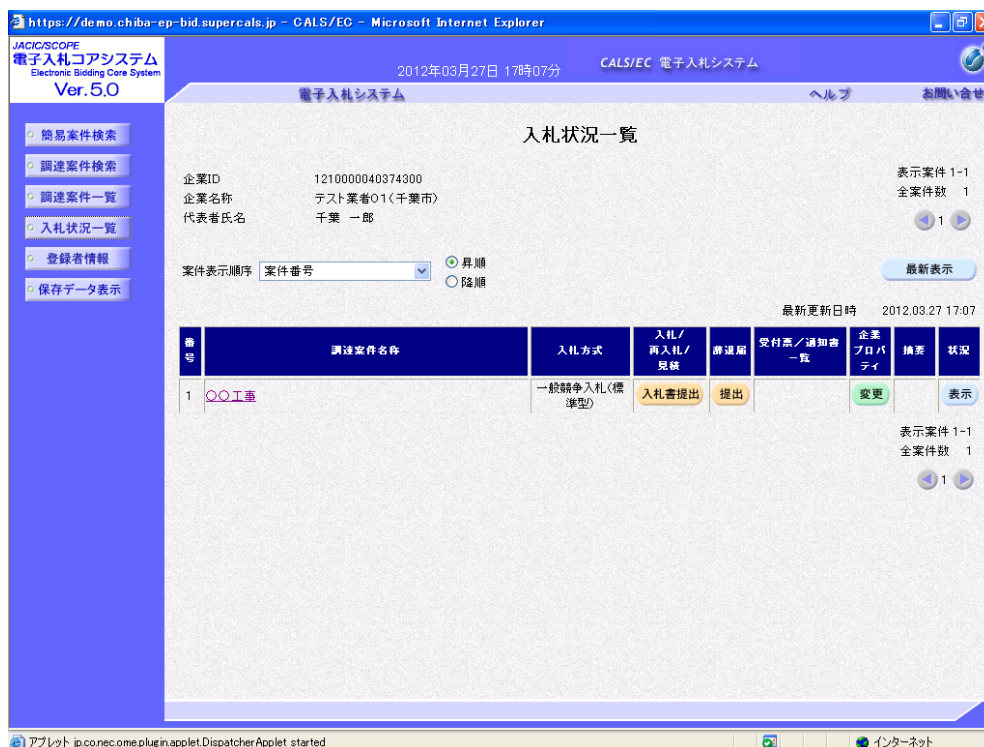 https://demo.chiba-ep-bid.supercals.jp - CALS/EC - Microsoft Internet Explorer
JACIC/SCOPE
電子入札コアシステム
Electronic Bidding Core System
Ver.5.0
2012年03月27日 17時07分
CALS/EC 電子入札システム
電子入札システム
ヘルプ
お問い合せ
簡易案件検索
調達案件検索
調達案件一覧
入札状況一覧
登録者情報
保存データ表示
入札状況一覧
企業ID 1210000040374300
企業名称 テスト業者01(千葉市)
代表者氏名 千葉 一郎
表示案件 1-1
全案件数 1
1
案件表示順序 案件番号
昇順
降順
最新表示
最新更新日時 2012.03.27 17:07
番号 調達案件名称 入札方式 入札/再入札/見積 辞退届 受付票/通知書一覧 企業プロパティ 摘要 状況
1 〇〇工事 一般競争入札(標準型) 入札書提出 提出 変更 表示
表示案件 1-1
全案件数 1
1
アプレット jp.co.nec.ome.plugin.applet.DispatcherApplet started
インターネット